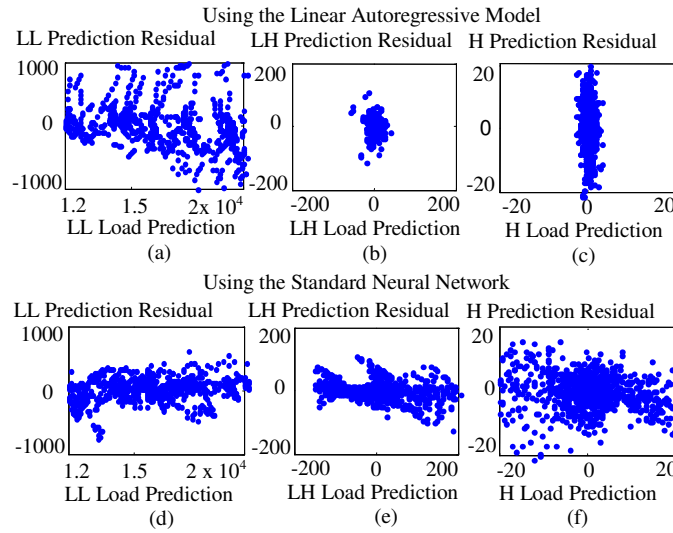 Using the Linear Autoregressive Model
LL Prediction Residual LH Prediction Residual H Prediction Residual
1000 200 20
0 0 0
-1000 -200 -20
1.2 1.5 2x 10^4 -200 0 200 -20 0 20
LL Load Prediction LH Load Prediction H Load Prediction
(a) (b) (c)
Using the Standard Neural Network
LL Prediction Residual LH Prediction Residual H Prediction Residual
1000 200 20
0 0 0
-1000 -200 -20
1.2 1.5 2 x 10^4 -200 0 200 -20 0 20
LL Load Prediction LH Load Prediction H Load Prediction
(d) (e) (f)